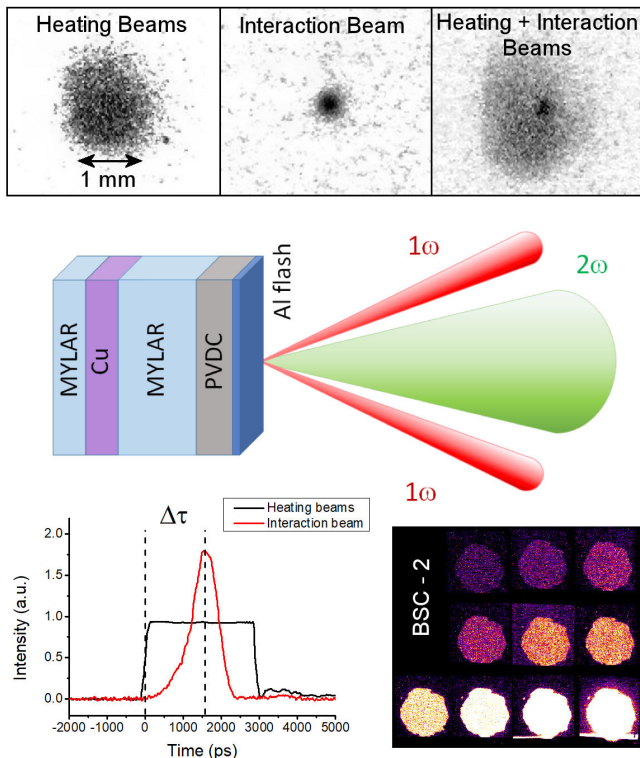 Heating Beams
Interaction Beam
Heating + Interaction
Beams
1 mm
1ω
2ω
Al flash
MYLAR
Cu
MYLAR
PVDC
1ω
Δτ
Heating beams
Interaction beam
2.0
1.5
1.0
0.5
0.0
Intensity (a.u.)
-2000 -1000 0 1000 2000 3000 4000 5000
Time (ps)
BSC - 2